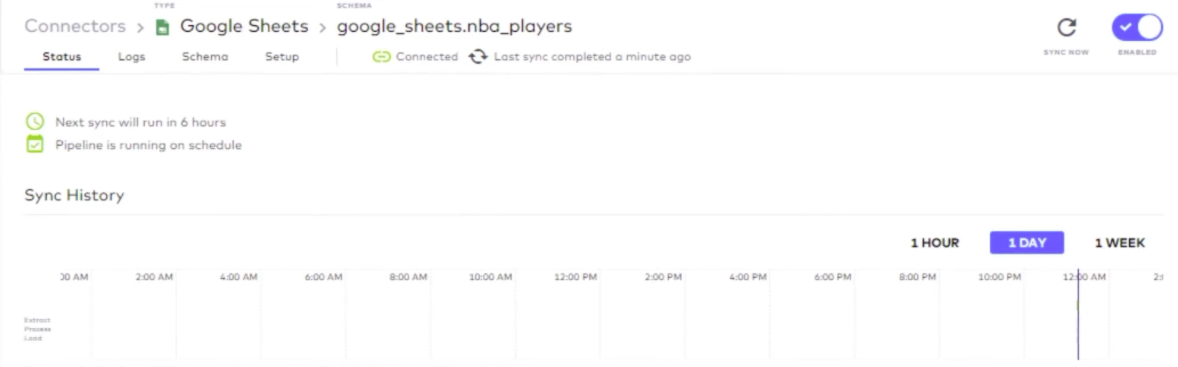 TYPE SCHEMA
Connectors > Google Sheets > google_sheets.nba_players
SYNC NOW ENABLED
Status Logs Schema Setup Connected Last sync completed a minute ago
Next sync will run in 6 hours
Pipeline is running on schedule
Sync History
1 HOUR 1 DAY 1 WEEK
00 AM 2:00 AM 4:00 AM 6:00 AM 8:00 AM 10:00 AM 12:00 PM 2:00 PM 4:00 PM 6:00 PM 8:00 PM 10:00 PM 12:00 AM
Extract
Process
Load